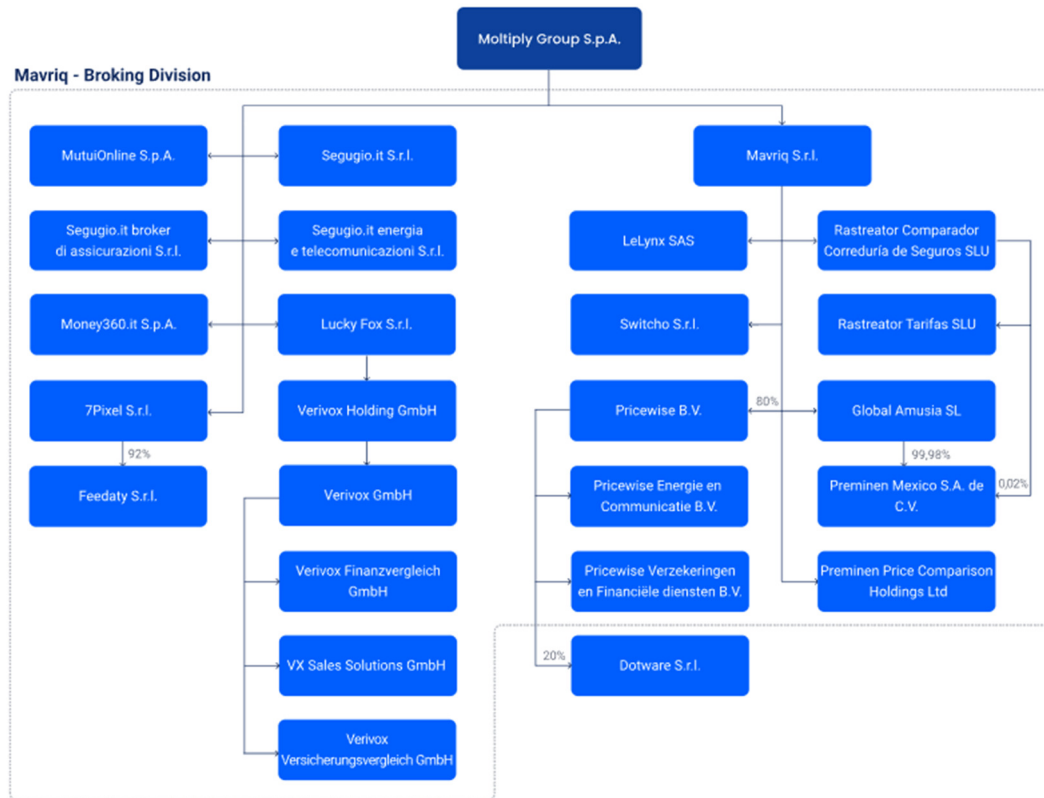 Moltiply Group S.p.A.
Mavriq - Broking Division
MutuiOnline S.p.A.
Segugio.it S.r.l.
Mavriq S.r.l.
Segugio.it broker
di assicurazioni S.r.l.
Segugio.it energia
e telecomunicazioni S.r.l.
LeLynx SAS
Rastreator Comparador
Correduría de Seguros SLU
Money360.it S.p.A.
Lucky Fox S.r.l.
Switcho S.r.l.
Rastreator Tarifas SLU
7Pixel S.r.l.
Verivox Holding GmbH
Pricewise B.V.
80%
Global Amusia SL
92%
99,98%
Feedaty S.r.l.
Verivox GmbH
Pricewise Energie en
Communicatie B.V.
Preminen Mexico S.A. de
C.V.
0,02%
Verivox Finanzvergleich
GmbH
Pricewise Verzekeringen
en Financiële diensten B.V.
Preminen Price Comparison
Holdings Ltd
VX Sales Solutions GmbH
20%
Dotware S.r.l.
Verivox
Versicherungsvergleich GmbH